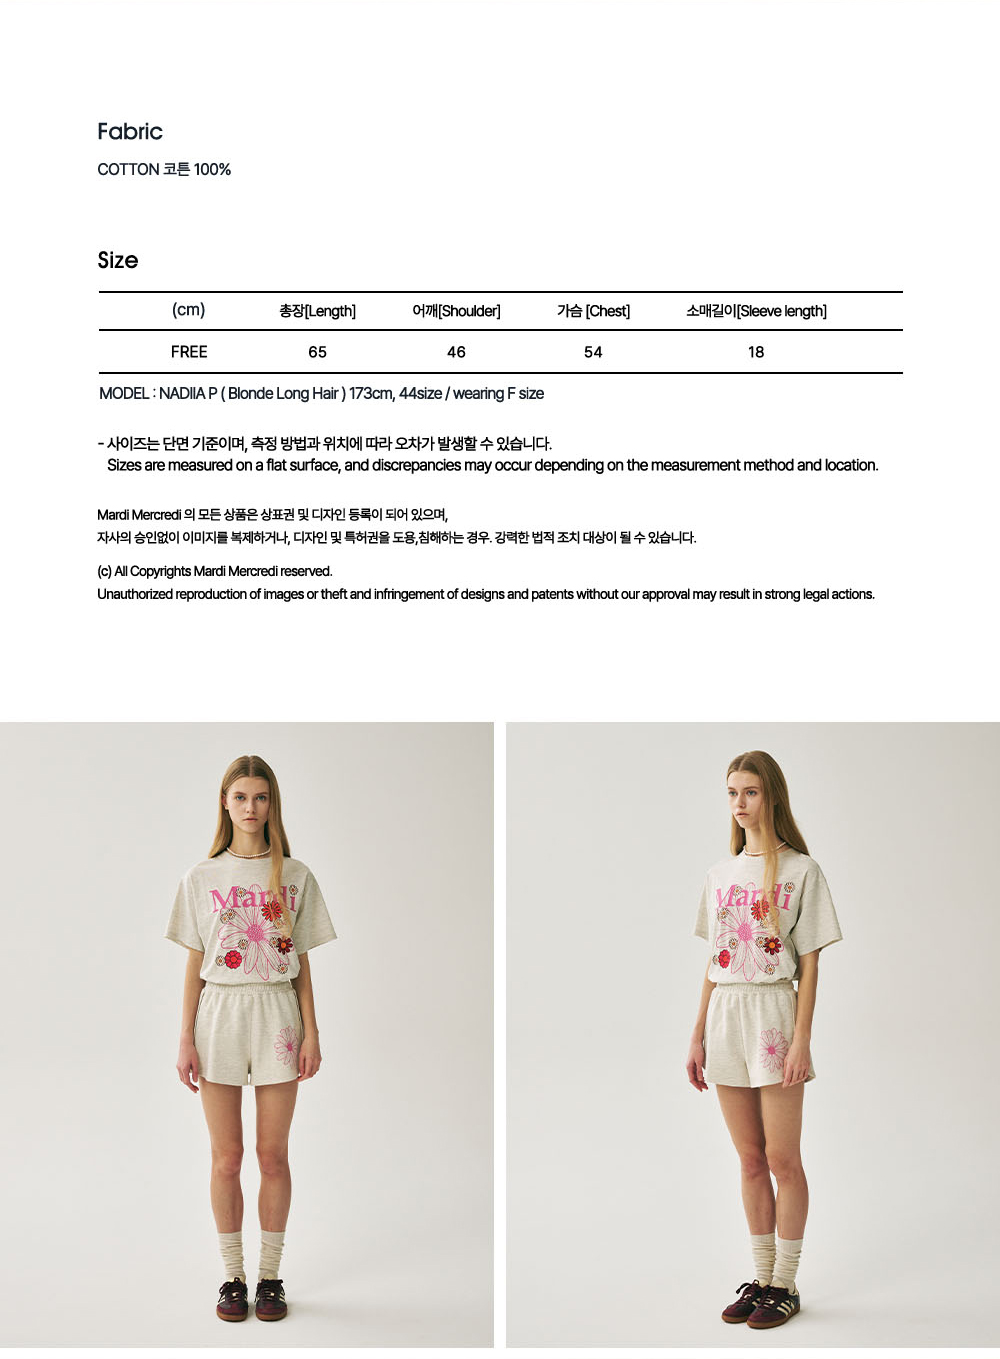 Fabric
COTTON 코튼 100%
Size
(cm) 총장[Length] 어깨[Shoulder] 가슴 [Chest] 소매길이[Sleeve length]
FREE 65 46 54 18
MODEL : NADIIA P ( Blonde Long Hair ) 173cm, 44size / wearing F size
- 사이즈는 단면 기준이며, 측정 방법과 위치에 따라 오차가 발생할 수 있습니다.
Sizes are measured on a flat surface, and discrepancies may occur depending on the measurement method and location.
Mardi Mercredi 의 모든 상품은 상표권 및 디자인 등록이 되어 있으며,
자사의 승인없이 이미지를 복제하거나, 디자인 및 특허권을 도용,침해하는 경우. 강력한 법적 조치 대상이 될 수 있습니다.
(c) All Copyrights Mardi Mercredi reserved.
Unauthorized reproduction of images or theft and infringement of designs and patents without our approval may result in strong legal actions.
Mardi
Mardi